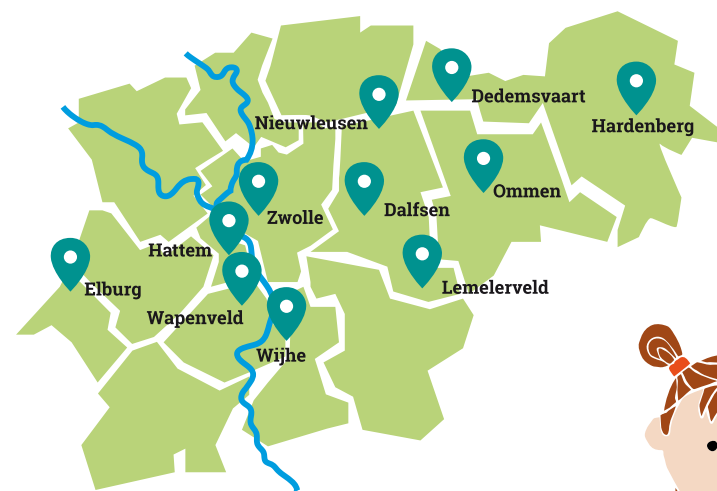 Dedemsvaart
Nieuwleusen
Hardenberg
Ommen
Dalfsen
Zwolle
Hattem
Elburg
Lemelerveld
Wapenveld
Wijhe